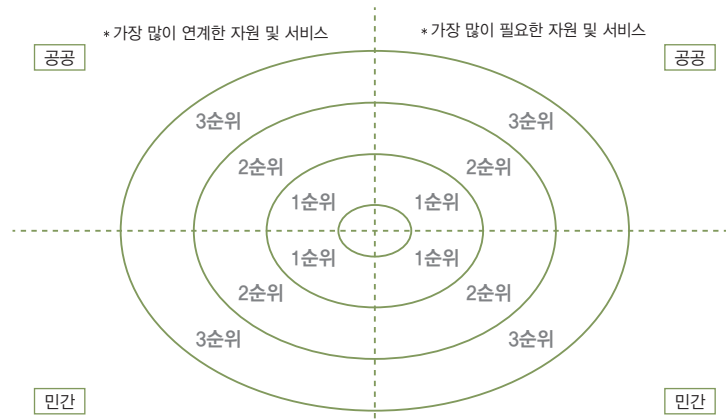 *가장 많이 연계한 자원 및 서비스
*가장 많이 필요한 자원 및 서비스
공공
공공
3순위
3순위
2순위
2순위
1순위
1순위
1순위
1순위
2순위
2순위
3순위
3순위
민간
민간